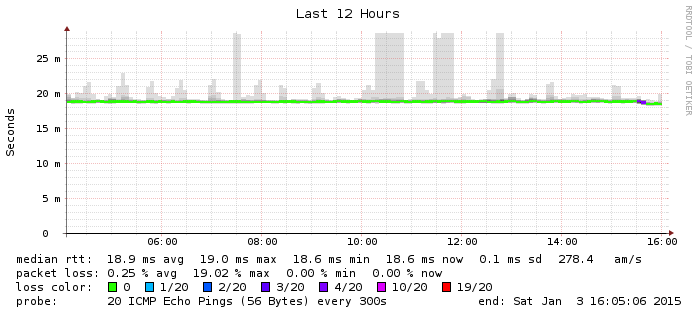 Last 12 Hours
RRDTOOL / TOBI OETIKER
Seconds
25 m
20 m
15 m
10 m
5 m
0
06:00 08:00 10:00 12:00 14:00 16:00
median rtt: 18.9 ms avg 19.0 ms max 18.6 ms min 18.6 ms now 0.1 ms sd 278.4 am/s
packet loss: 0.25 % avg 19.02 % max 0.00 % min 0.00 % now
loss color: 0 1/20 2/20 3/20 4/20 10/20 19/20
probe: 20 ICMP Echo Pings (56 Bytes) every 300s end: Sat Jan 3 16:05:06 2015